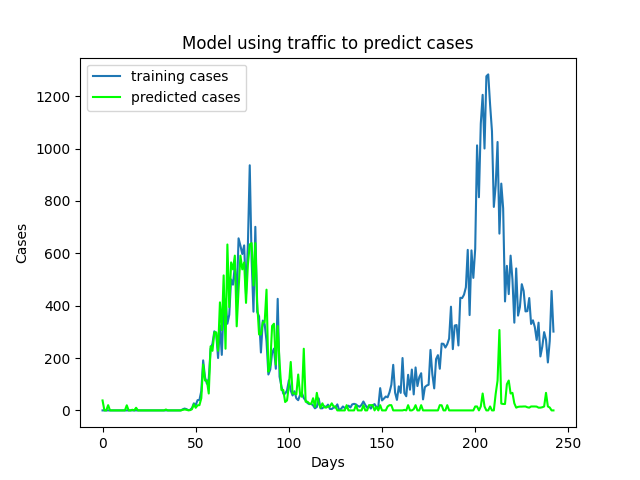 Model using traffic to predict cases
training cases
predicted cases
1200
1000
800
600
400
200
0
Cases
0 50 100 150 200 250
Days